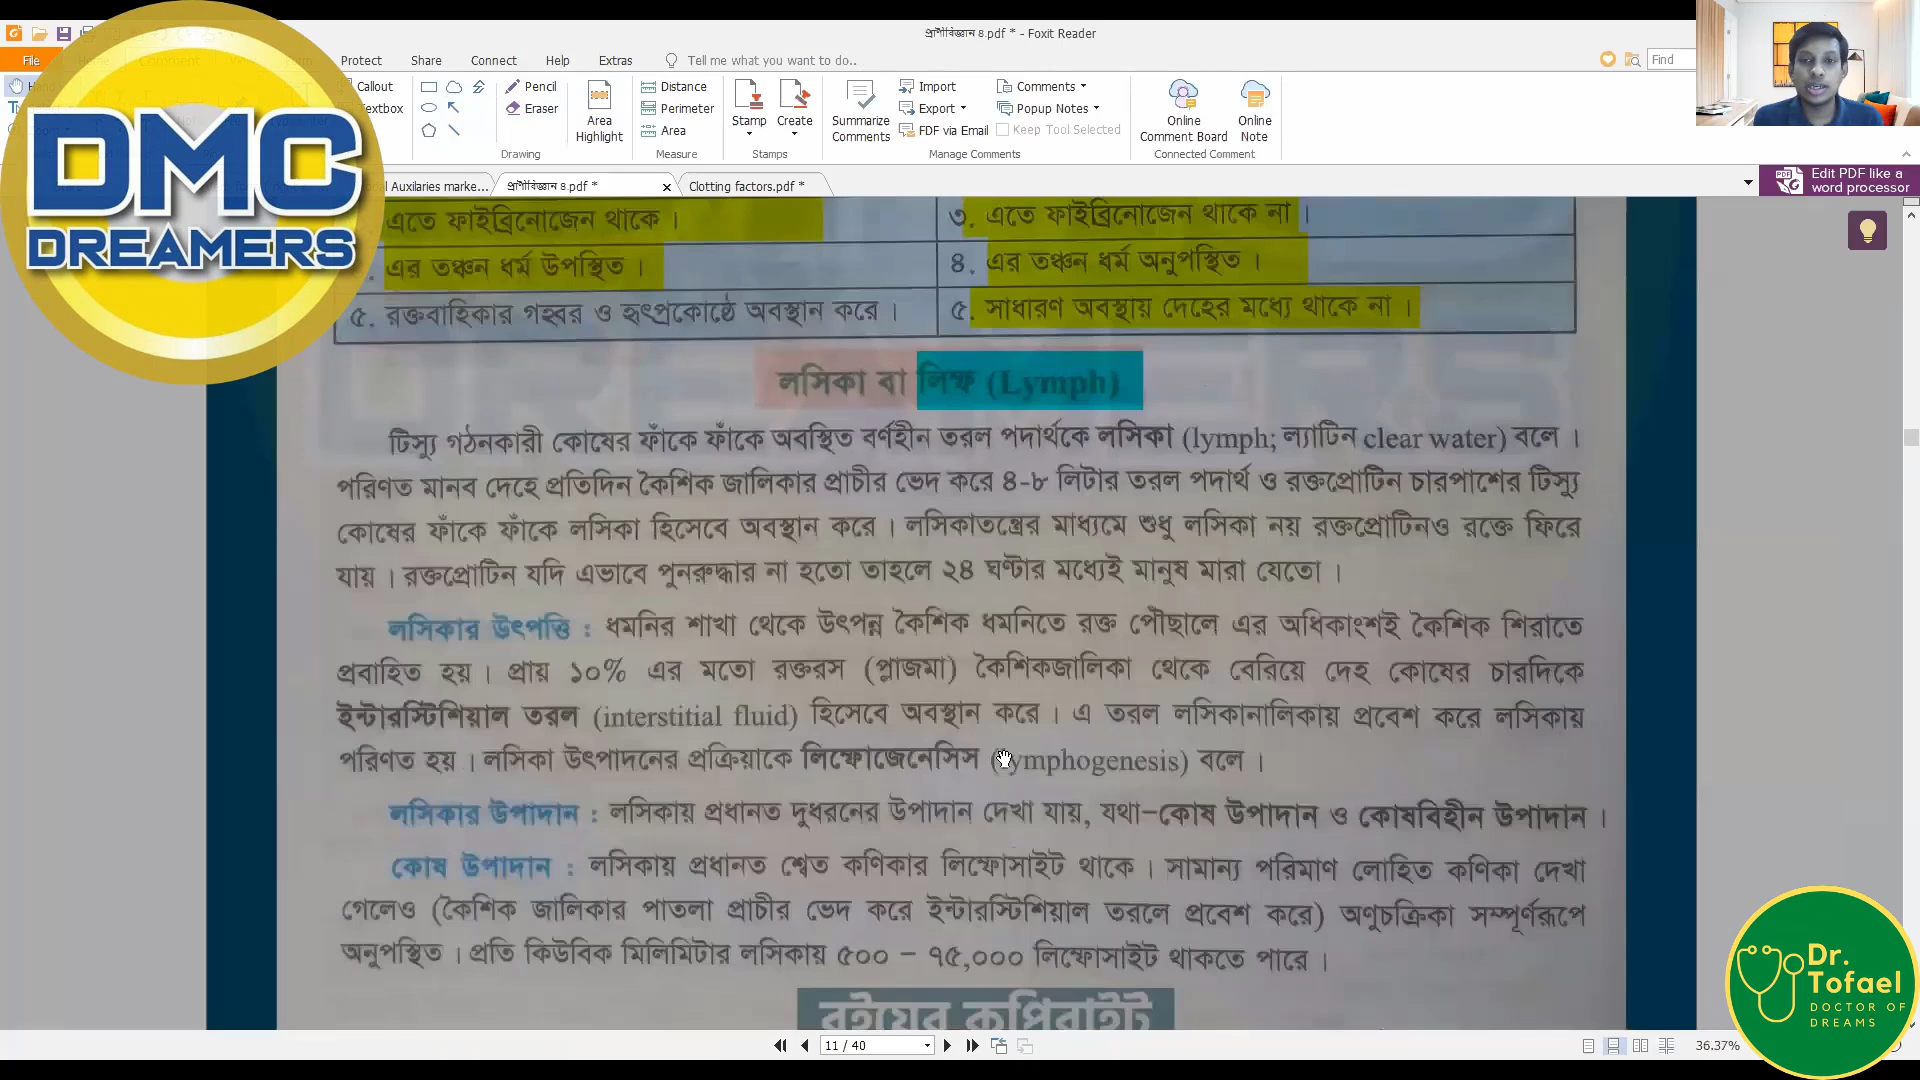 প্রাণীবিজ্ঞান ৪.pdf * - Foxit Reader
File
Protect
Share
Connect
Help
Extras
Tell me what you want to do..
Find
Callout
Textbox
Pencil
Eraser
Area Highlight
Distance
Perimeter
Area
Stamp
Create
Summarize Comments
Import
Export
FDF via Email
Comments
Popup Notes
Keep Tool Selected
Online Comment Board
Online Note
Drawing
Measure
Stamps
Manage Comments
Connected Comment
Auxilaries marke...
প্রাণীবিজ্ঞান ৪.pdf *
Clotting factors.pdf *
Edit PDF like a word processor
DMC
DREAMERS
এতে ফাইব্রিনোজেন থাকে।
৩. এতে ফাইব্রিনোজেন থাকে না।
এর তঞ্চন ধর্ম উপস্থিত।
৪. এর তঞ্চন ধর্ম অনুপস্থিত।
৫. রক্তবাহিকার গহ্বর ও হৃৎপ্রকোষ্ঠে অবস্থান করে।
৫. সাধারণ অবস্থায় দেহের মধ্যে থাকে না।
লসিকা বা লিম্ফ (Lymph)
টিস্যু গঠনকারী কোষের ফাঁকে ফাঁকে অবস্থিত বর্ণহীন তরল পদার্থকে লসিকা (lymph; ল্যাটিন clear water) বলে।
পরিণত মানব দেহে প্রতিদিন কৈশিক জালিকার প্রাচীর ভেদ করে ৪-৮ লিটার তরল পদার্থ ও রক্তপ্রোটিন চারপাশের টিস্যু
কোষের ফাঁকে ফাঁকে লসিকা হিসেবে অবস্থান করে। লসিকাতন্ত্রের মাধ্যমে শুধু লসিকা নয় রক্তপ্রোটিনও রক্তে ফিরে
যায়। রক্তপ্রোটিন যদি এভাবে পুনরুদ্ধার না হতো তাহলে ২৪ ঘণ্টার মধ্যেই মানুষ মারা যেতো।
লসিকার উৎপত্তি : ধমনির শাখা থেকে উৎপন্ন কৈশিক ধমনিতে রক্ত পৌঁছালে এর অধিকাংশই কৈশিক শিরাতে
প্রবাহিত হয়। প্রায় ১০% এর মতো রক্তরস (প্লাজমা) কৈশিকজালিকা থেকে বেরিয়ে দেহ কোষের চারদিকে
ইন্টারস্টিশিয়াল তরল (interstitial fluid) হিসেবে অবস্থান করে। এ তরল লসিকানালিকায় প্রবেশ করে লসিকায়
পরিণত হয়। লসিকা উৎপাদনের প্রক্রিয়াকে লিম্ফোজেনেসিস (lymphogenesis) বলে।
লসিকার উপাদান : লসিকায় প্রধানত দুধরনের উপাদান দেখা যায়, যথা-কোষ উপাদান ও কোষবিহীন উপাদান।
কোষ উপাদান : লসিকায় প্রধানত শ্বেত কণিকার লিম্ফোসাইট থাকে। সামান্য পরিমাণ লোহিত কণিকা দেখা
গেলেও (কৈশিক জালিকার পাতলা প্রাচীর ভেদ করে ইন্টারস্টিশিয়াল তরলে প্রবেশ করে) অণুচক্রিকা সম্পূর্ণরূপে
অনুপস্থিত। প্রতি কিউবিক মিলিমিটার লসিকায় ৫০০ – ৭৫,০০০ লিম্ফোসাইট থাকতে পারে।
বইয়ের কপিরাইট
Dr.
Tofael
DOCTOR OF
DREAMS
11 / 40
36.37%